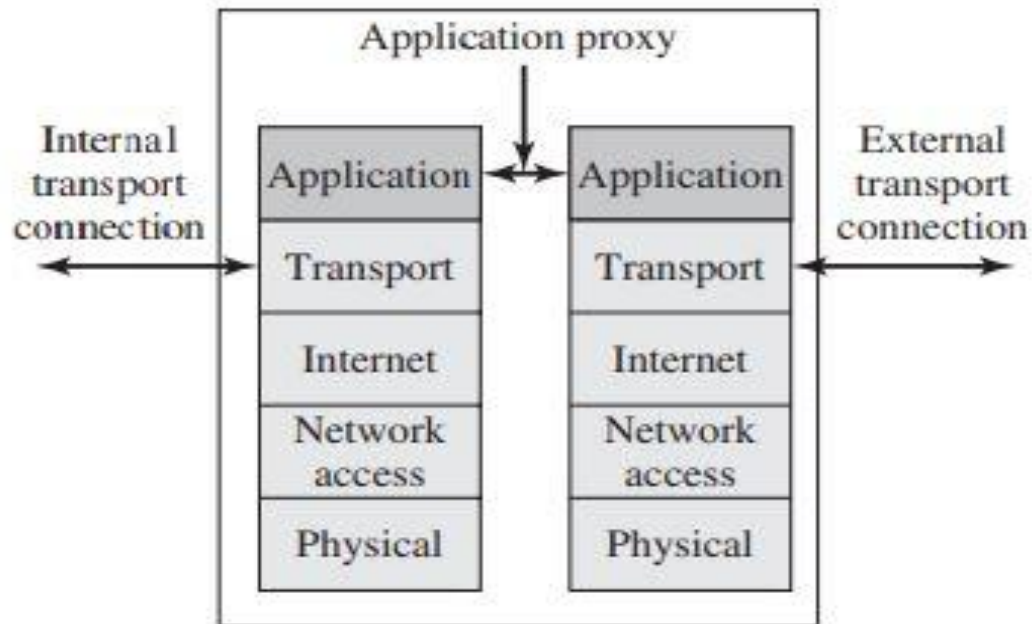 Application proxy
Internal
transport
connection
External
transport
connection
Application
Application
Transport
Transport
Internet
Internet
Network
access
Network
access
Physical
Physical